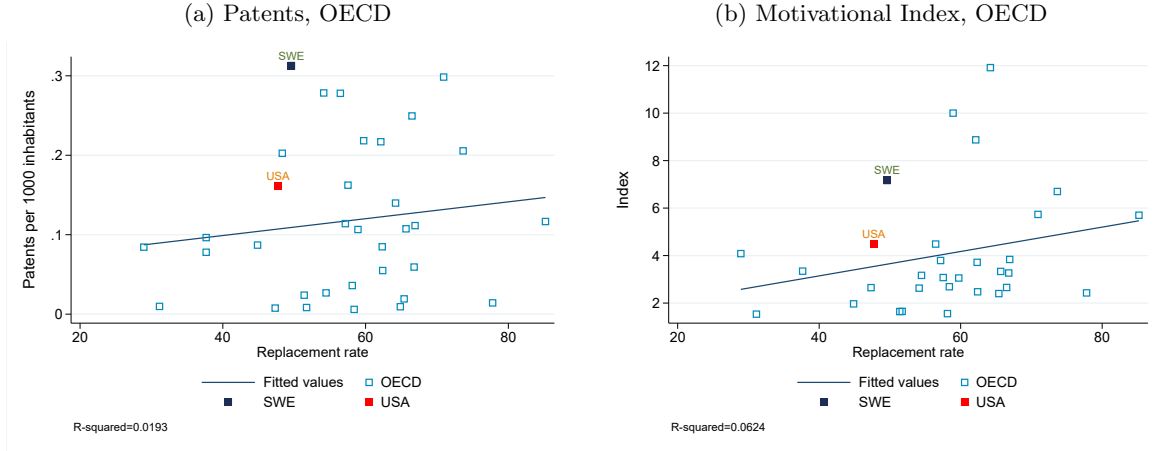 (a) Patents, OECD
SWE
USA
.3
.2
.1
0
Patents per 1000 inhabitants
20 40 60 80
Replacement rate
Fitted values OECD
SWE USA
R-squared=0.0193
(b) Motivational Index, OECD
SWE
USA
12
10
8
6
4
2
Index
20 40 60 80
Replacement rate
Fitted values OECD
SWE USA
R-squared=0.0624